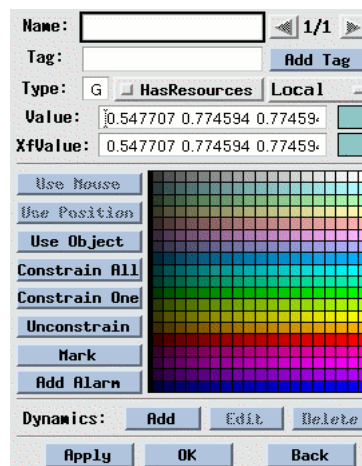 Name: 1/1
Tag: Add Tag
Type: G HasResources Local
Value: 0.547707 0.774594 0.77459
XfValue: 0.547707 0.774594 0.77459
Use Mouse
Use Position
Use Object
Constrain All
Constrain One
Unconstrain
Mark
Add Alarm
Dynamics: Add Edit Delete
Apply OK Back